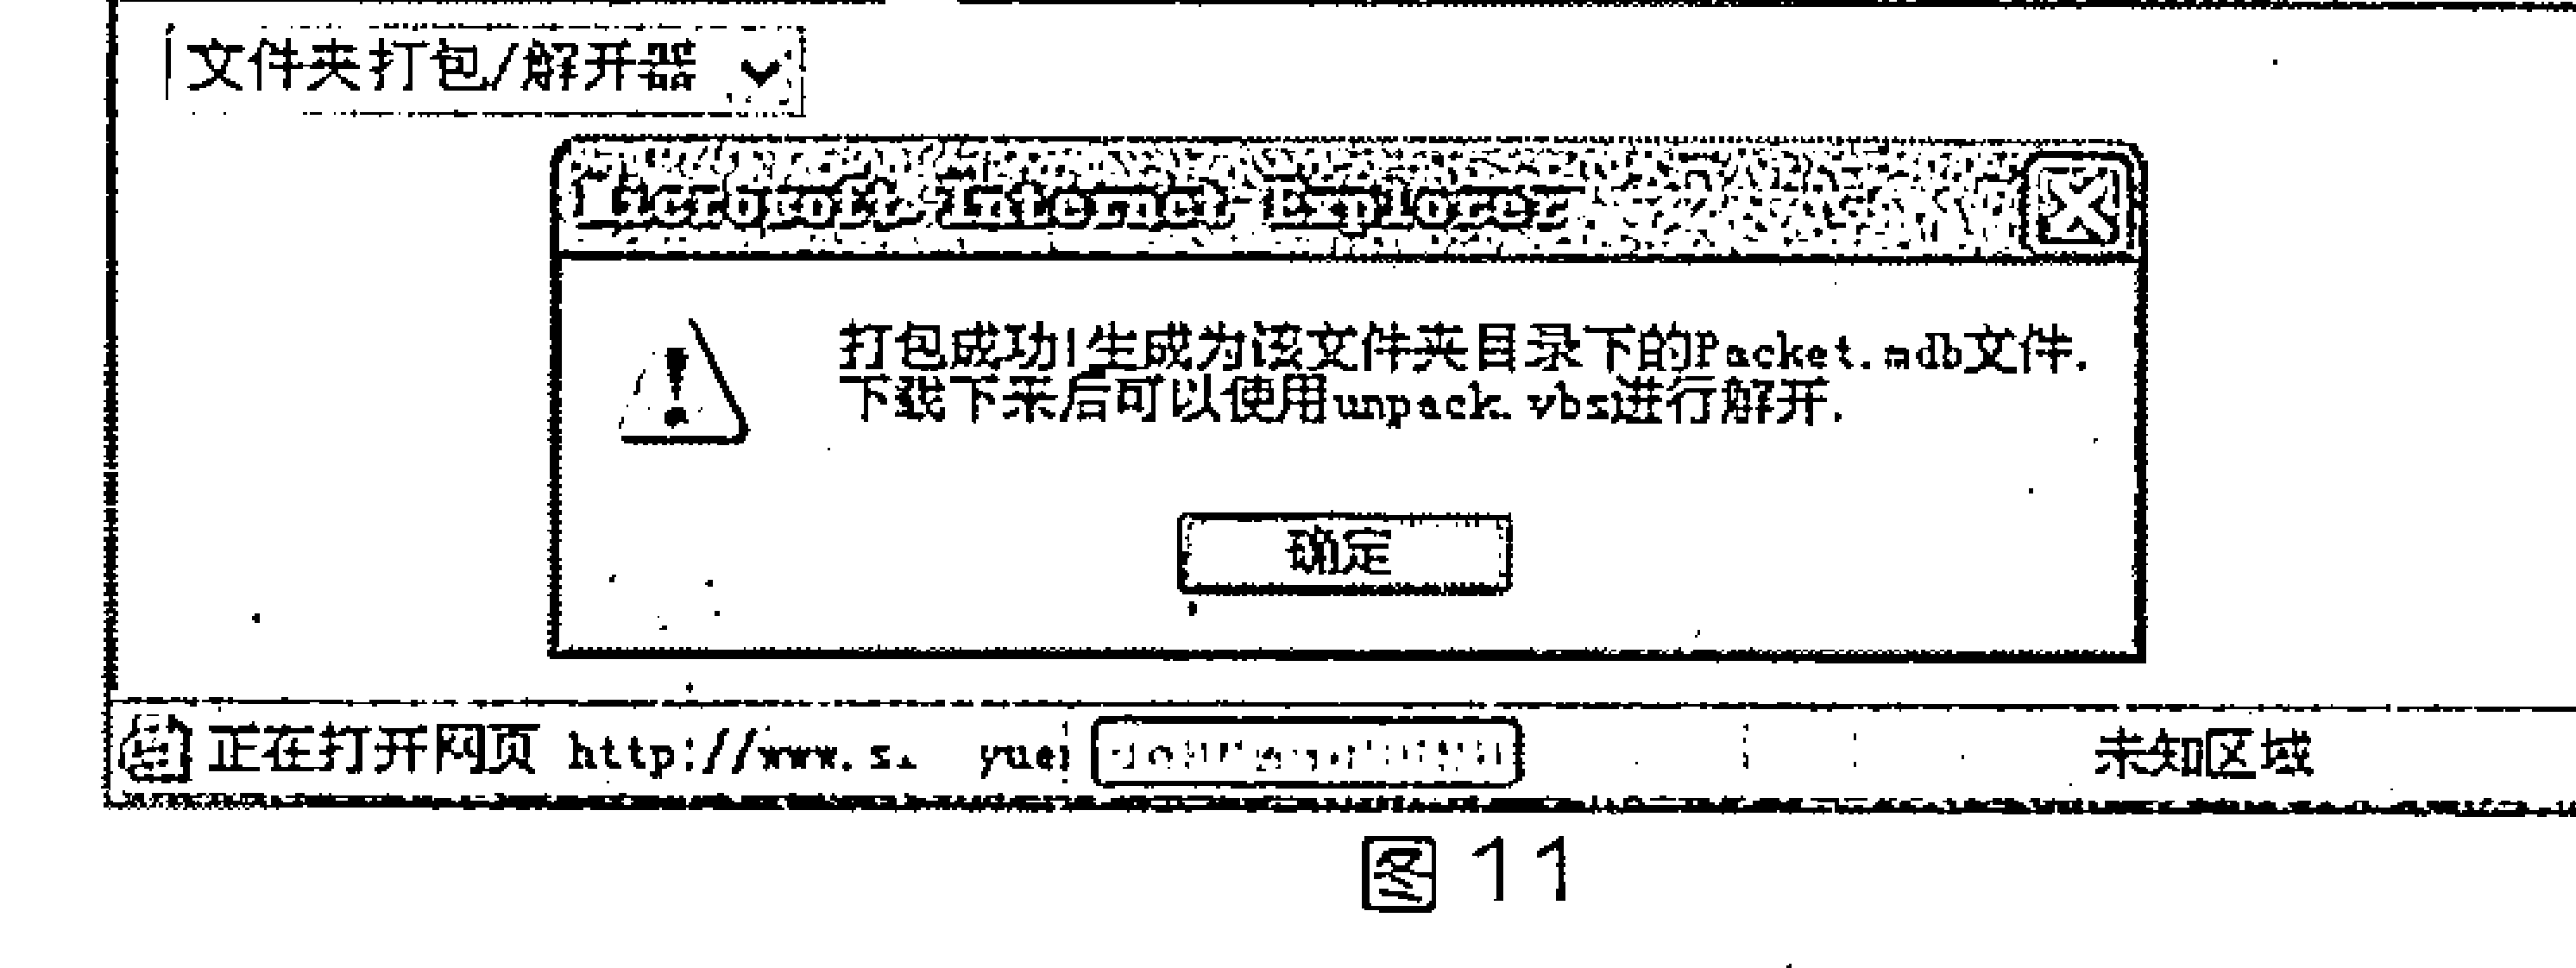 文件夹打包/解开器
Microsoft Internet Explorer
打包成功!生成为该文件夹目录下的Packet.mdb文件.
下载下来后可以使用unpack.vbs进行解开.
确定
正在打开网页 http://www.s. yue 未知区域
图11